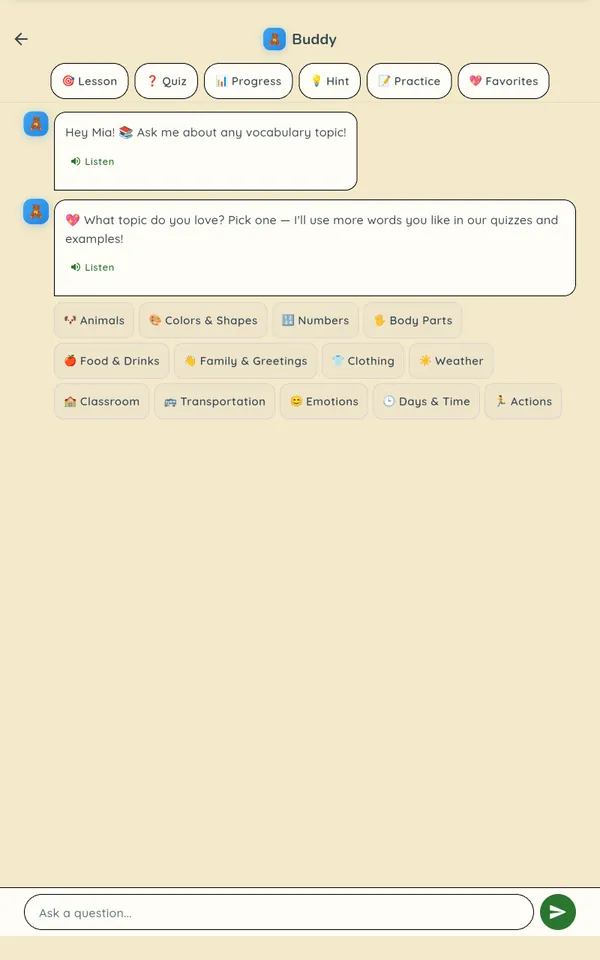 Buddy
🎯 Lesson ❓ Quiz 📊 Progress 💡 Hint 📝 Practice 💖 Favorites
Hey Mia! 📚 Ask me about any vocabulary topic!
Listen
💖 What topic do you love? Pick one — I'll use more words you like in our quizzes and
examples!
Listen
🐶 Animals 🎨 Colors & Shapes 🔢 Numbers 🖐 Body Parts
🍎 Food & Drinks 👋 Family & Greetings 👕 Clothing ☀️ Weather
🏫 Classroom 🚌 Transportation 😊 Emotions 🕒 Days & Time 🏃 Actions
Ask a question...